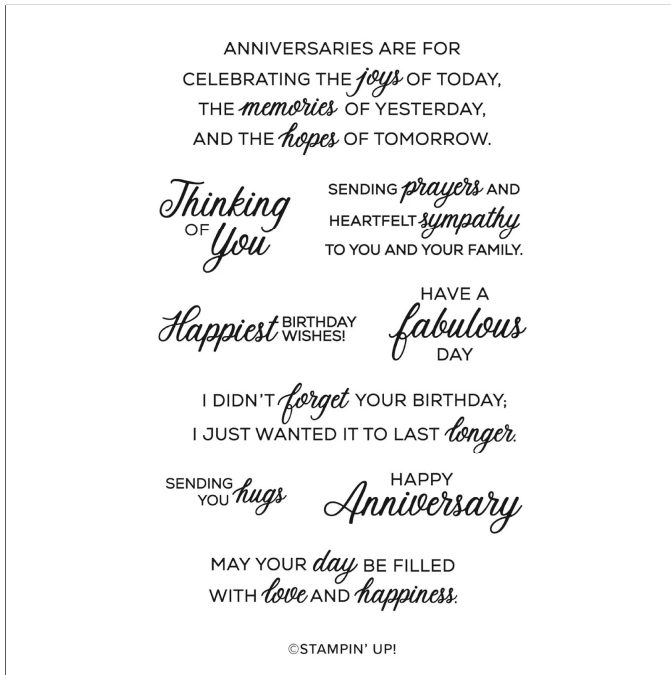 ANNIVERSARIES ARE FOR
CELEBRATING THE joys OF TODAY,
THE memories OF YESTERDAY,
AND THE hopes OF TOMORROW.
Thinking
OF You
SENDING prayers AND
HEARTFELT sympathy
TO YOU AND YOUR FAMILY.
Happiest BIRTHDAY
WISHES!
HAVE A
fabulous
DAY
I DIDN'T forget YOUR BIRTHDAY;
I JUST WANTED IT TO LAST longer.
SENDING
YOU hugs
HAPPY
Anniversary
MAY YOUR day BE FILLED
WITH love AND happiness.
©STAMPIN' UP!